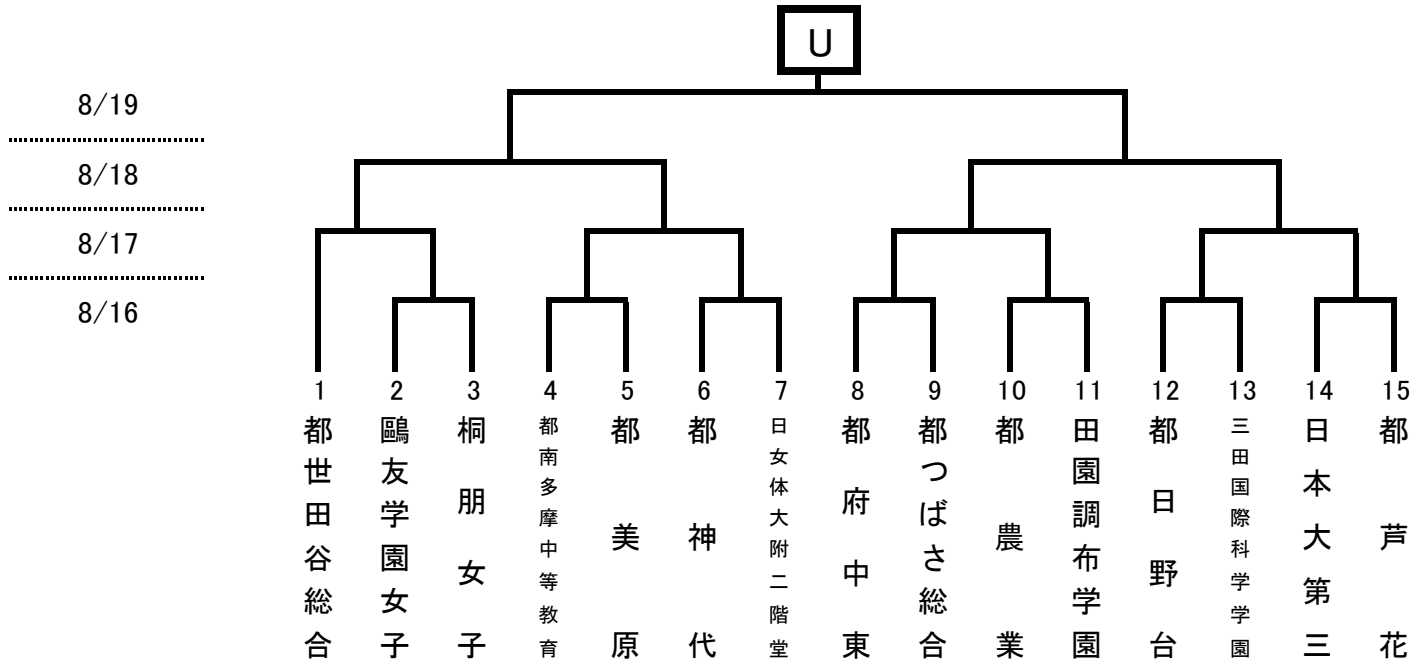 U
8/19
8/18
8/17
8/16
1
2
3
4
5
6
7
8
9
10
11
12
13
14
15
都世田谷総合
鷗友学園女子
桐朋女子
都南多摩中等教育
都美原
都神代
日女体大附二階堂
都府中東
都つばさ総合
都農業
田園調布学園
都日野台
三田国際科学学園
日本大第三
都芦花